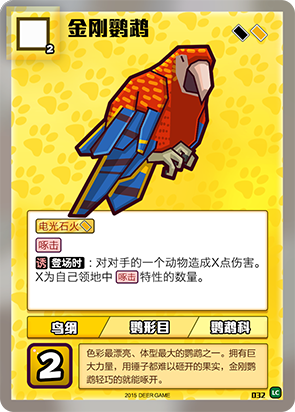 金刚鹦鹉
2
电光石火
啄击
诱 登场时：对对手的一个动物造成X点伤害。
X为自己领地中 啄击 特性的数量。
鸟纲 鹦形目 鹦鹉科
2
色彩最漂亮、体型最大的鹦鹉之一。拥有巨
大力量，用锤子都难以砸开的果实，金刚鹦
鹉轻巧的就能啄开。
2015 DEER GAME
032 LC